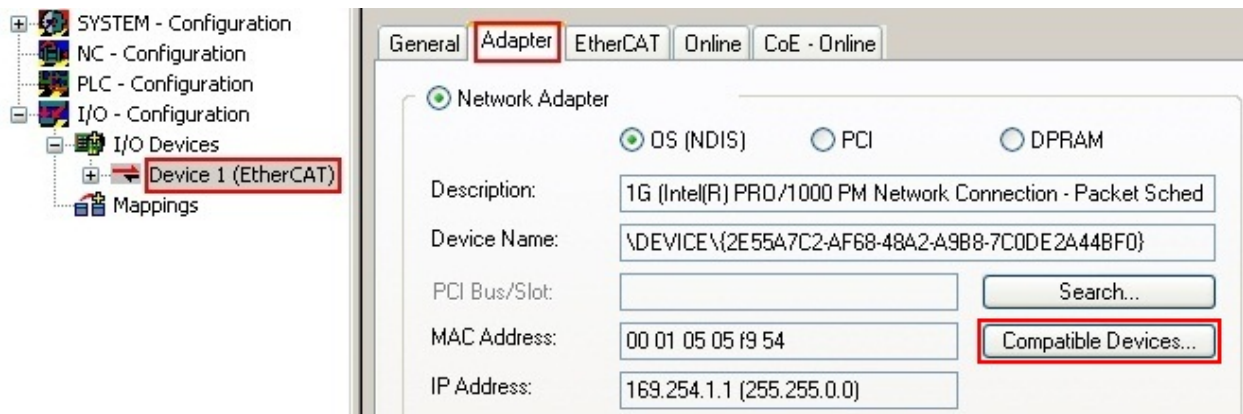 SYSTEM - Configuration
NC - Configuration
PLC - Configuration
I/O - Configuration
I/O Devices
Device 1 (EtherCAT)
Mappings
General Adapter EtherCAT Online CoE - Online
Network Adapter
OS (NDIS) PCI DPRAM
Description: 1G (Intel(R) PRO/1000 PM Network Connection - Packet Sched
Device Name: \DEVICE\{2E55A7C2-AF68-48A2-A9B8-7C0DE2A44BF0}
PCI Bus/Slot: Search...
MAC Address: 00 01 05 05 f9 54 Compatible Devices...
IP Address: 169.254.1.1 (255.255.0.0)